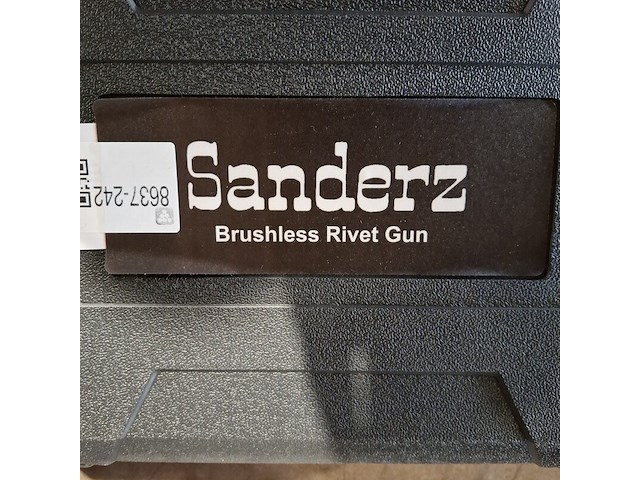 Sanderz
Brushless Rivet Gun
8637-242